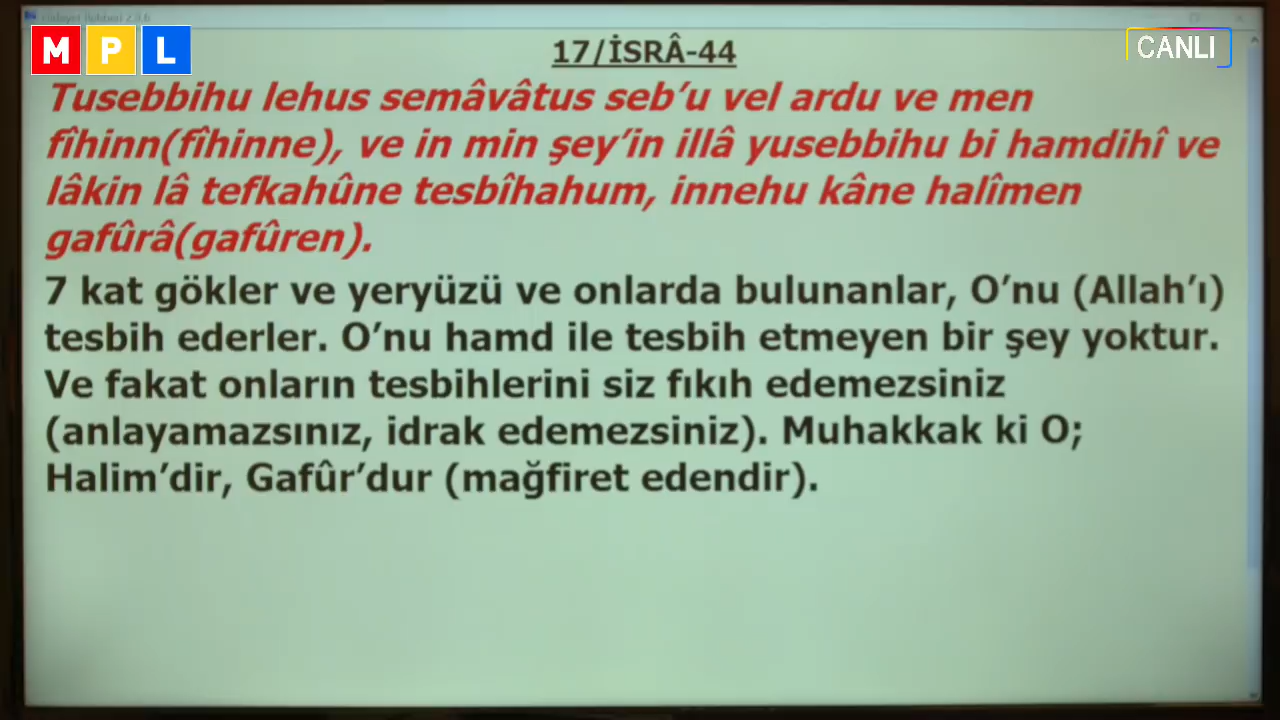 MPL
CANLI
17/İSRÂ-44
Tusebbihu lehus semâvâtus seb’u vel ardu ve men
fîhinn(fîhinne), ve in min şey’in illâ yusebbihu bi hamdihî ve
lâkin lâ tefkahûne tesbîhahum, innehu kâne halîmen
gafûrâ(gafûren).
7 kat gökler ve yeryüzü ve onlarda bulunanlar, O’nu (Allah’ı)
tesbih ederler. O’nu hamd ile tesbih etmeyen bir şey yoktur.
Ve fakat onların tesbihlerini siz fıkıh edemezsiniz
(anlayamazsınız, idrak edemezsiniz). Muhakkak ki O;
Halim’dir, Gafûr’dur (mağfiret edendir).